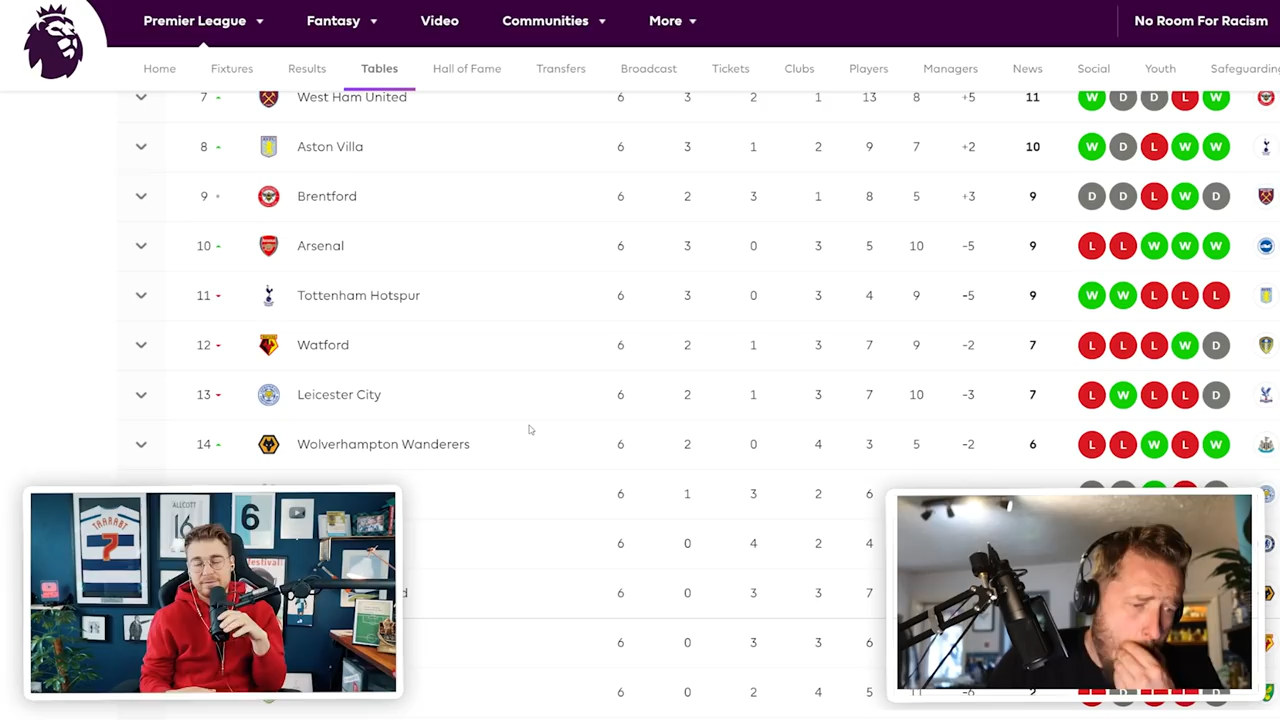 Premier League Fantasy Video Communities More No Room For Racism
Home Fixtures Results Tables Hall of Fame Transfers Broadcast Tickets Clubs Players Managers News Social Youth Safeguarding
7 West Ham United 6 3 2 1 13 8 +5 11 W D D L W
8 Aston Villa 6 3 1 2 9 7 +2 10 W D L W W
9 Brentford 6 2 3 1 8 5 +3 9 D D L W D
10 Arsenal 6 3 0 3 5 10 -5 9 L L W W W
11 Tottenham Hotspur 6 3 0 3 4 9 -5 9 W W L L L
12 Watford 6 2 1 3 7 9 -2 7 L L L W D
13 Leicester City 6 2 1 3 7 10 -3 7 L W L L D
14 Wolverhampton Wanderers 6 2 0 4 3 5 -2 6 L L W L W
6 1 3 2 6
6 0 4 2 4
d 6 0 3 3 7
6 0 3 3 6
6 0 2 4 5
TAARABT
7
ALLCOTT
16
6